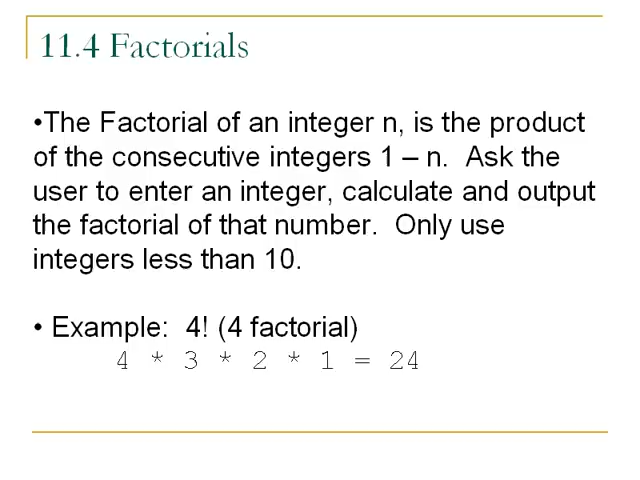 11.4 Factorials
•The Factorial of an integer n, is the product
of the consecutive integers 1 – n.  Ask the
user to enter an integer, calculate and output
the factorial of that number.  Only use
integers less than 10.
• Example:  4! (4 factorial)
4 * 3 * 2 * 1 = 24